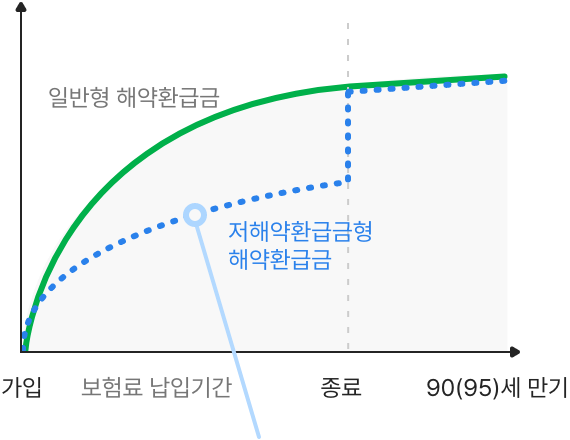 일반형 해약환급금
저해약환급금형
해약환급금
가입
보험료 납입기간
종료
90(95)세 만기